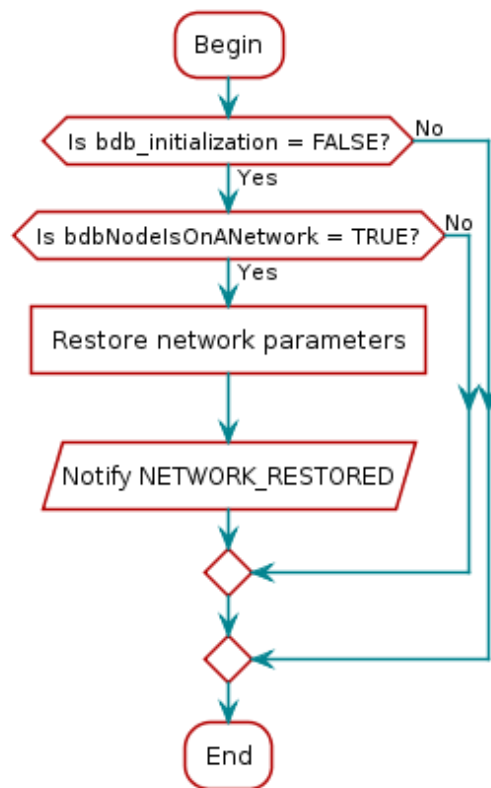 Begin
Is bdb_initialization = FALSE?
No
Yes
Is bdbNodeIsOnANetwork = TRUE?
No
Yes
Restore network parameters
Notify NETWORK_RESTORED
End